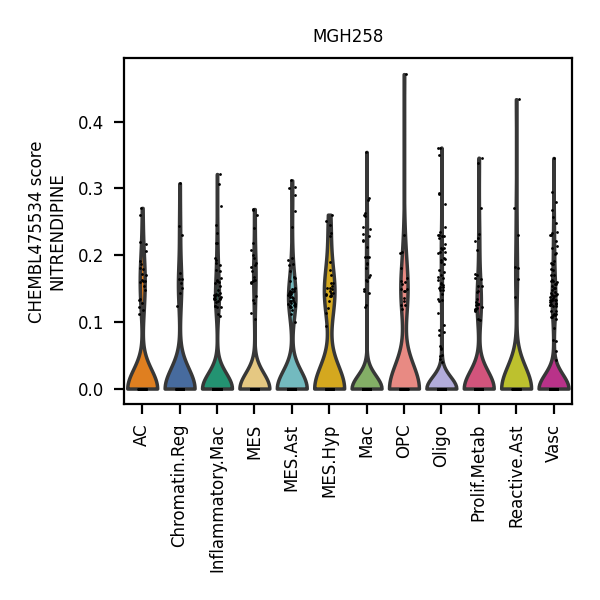 MGH258
CHEMBL475534 score
NITRENDIPINE
0.4
0.3
0.2
0.1
0.0
AC
Chromatin.Reg
Inflammatory.Mac
MES
MES.Ast
MES.Hyp
Mac
OPC
Oligo
Prolif.Metab
Reactive.Ast
Vasc